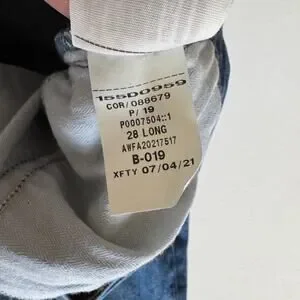 155D0959
COR/088679
P/ 19
P0007504::1
28 LONG
AWFA20217517
B-019
XFTY 07/04/21